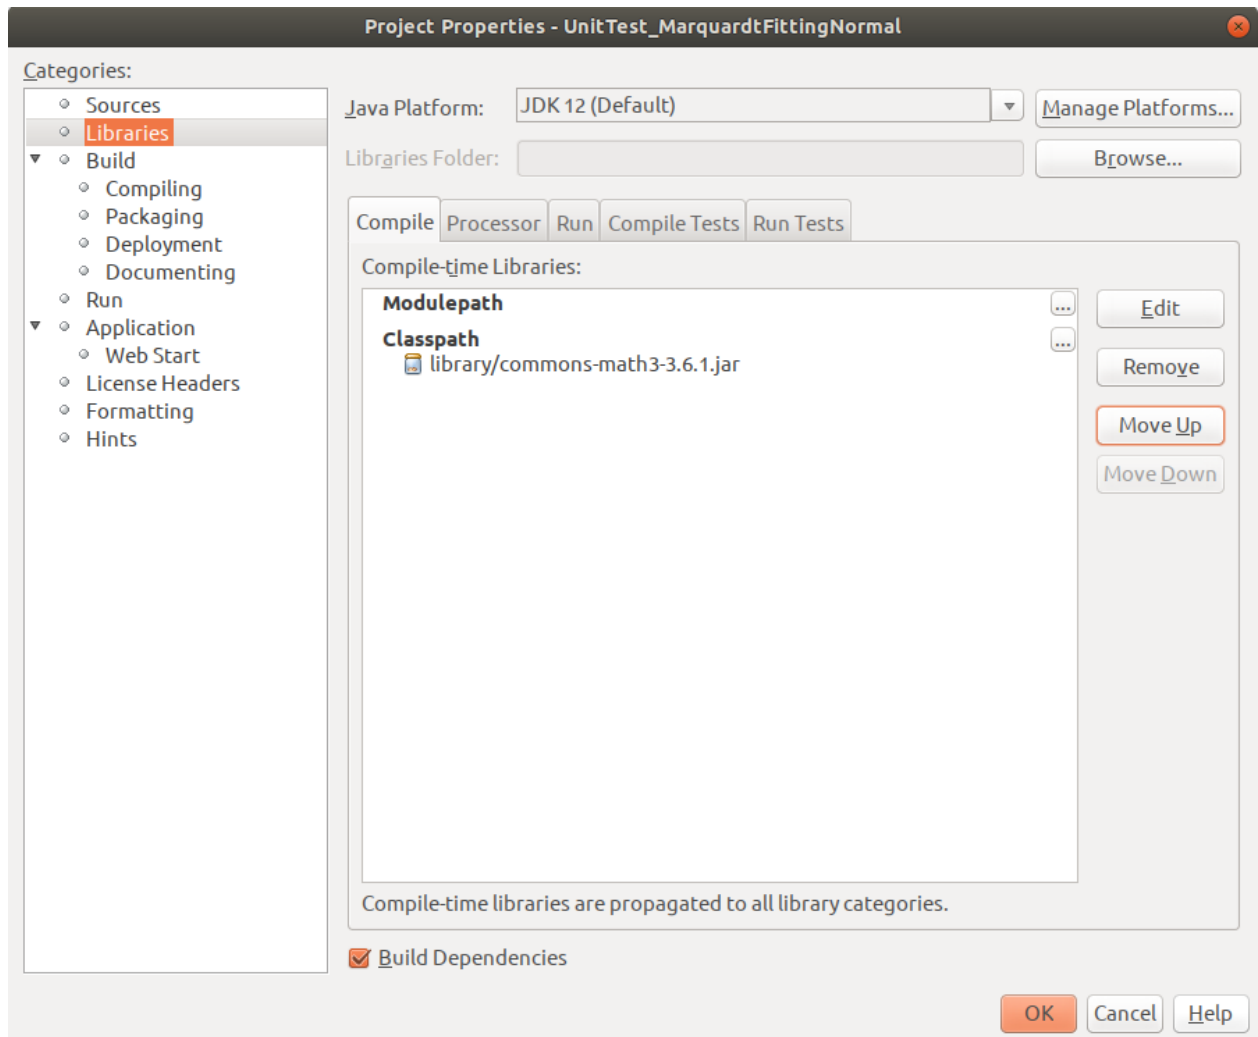 Project Properties - UnitTest_MarquardtFittingNormal
Categories:
Sources
Libraries
Build
Compiling
Packaging
Deployment
Documenting
Run
Application
Web Start
License Headers
Formatting
Hints
Java Platform: JDK 12 (Default) Manage Platforms...
Libraries Folder: Browse...
Compile Processor Run Compile Tests Run Tests
Compile-time Libraries:
Modulepath ...
Classpath ...
library/commons-math3-3.6.1.jar
Edit
Remove
Move Up
Move Down
Compile-time libraries are propagated to all library categories.
Build Dependencies
OK Cancel Help